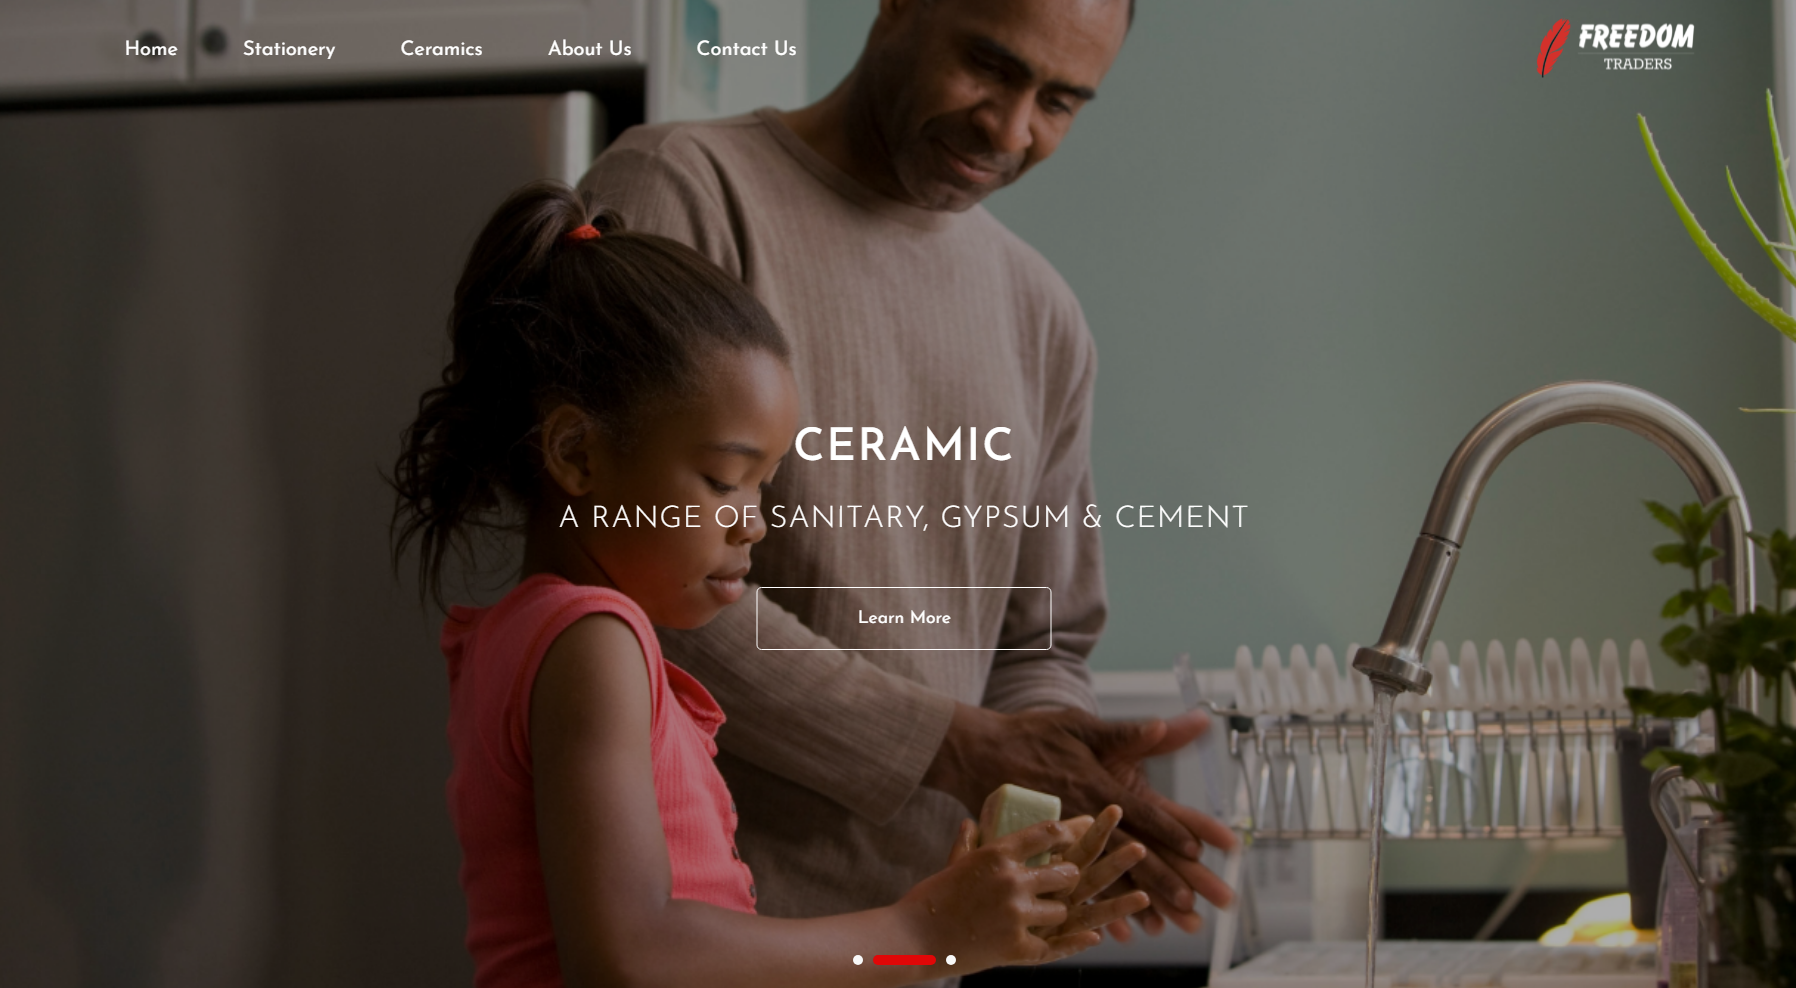 Home
Stationery
Ceramics
About Us
Contact Us
FREEDOM
TRADERS
CERAMIC
A RANGE OF SANITARY, GYPSUM & CEMENT
Learn More